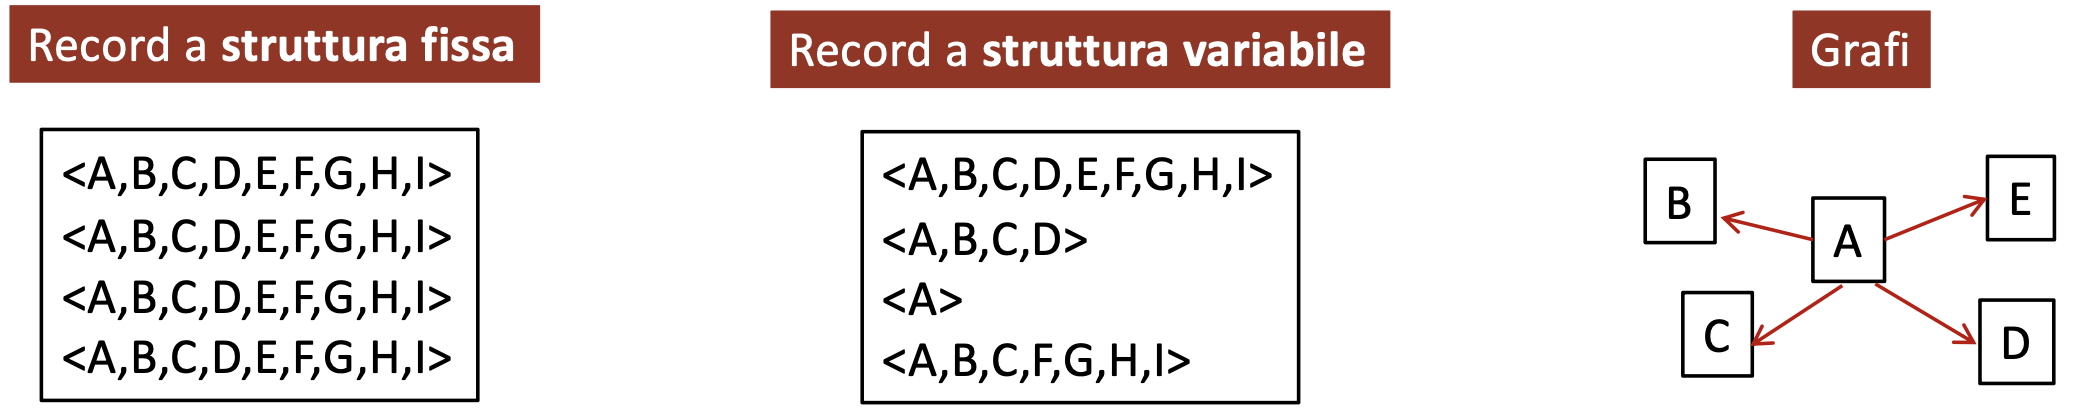 Record a struttura fissa
<A,B,C,D,E,F,G,H,I>
<A,B,C,D,E,F,G,H,I>
<A,B,C,D,E,F,G,H,I>
<A,B,C,D,E,F,G,H,I>
Record a struttura variabile
<A,B,C,D,E,F,G,H,I>
<A,B,C,D>
<A>
<A,B,C,F,G,H,I>
Grafi
B
E
A
C
D